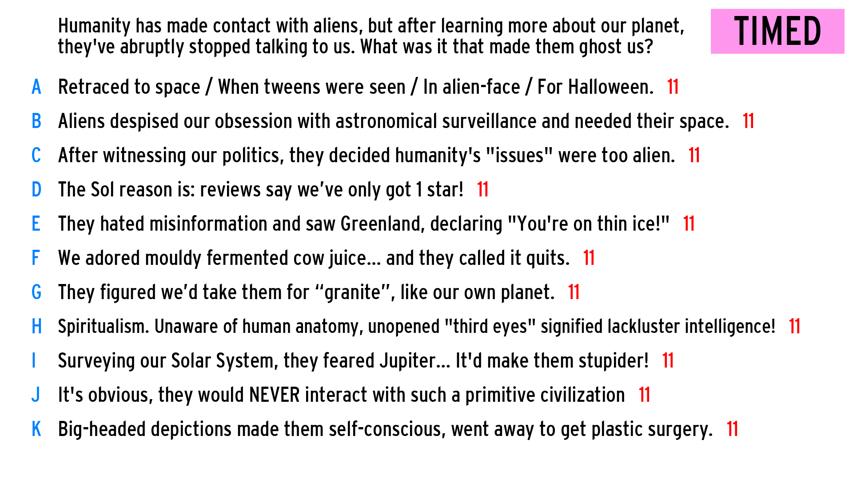 Humanity has made contact with aliens, but after learning more about our planet,
they've abruptly stopped talking to us. What was it that made them ghost us?
TIMED
A Retraced to space / When tweens were seen / In alien-face / For Halloween. 11
B Aliens despised our obsession with astronomical surveillance and needed their space. 11
C After witnessing our politics, they decided humanity's "issues" were too alien. 11
D The Sol reason is: reviews say we’ve only got 1 star! 11
E They hated misinformation and saw Greenland, declaring "You're on thin ice!" 11
F We adored mouldy fermented cow juice... and they called it quits. 11
G They figured we’d take them for “granite”, like our own planet. 11
H Spiritualism. Unaware of human anatomy, unopened "third eyes" signified lackluster intelligence! 11
I Surveying our Solar System, they feared Jupiter... It'd make them stupider! 11
J It's obvious, they would NEVER interact with such a primitive civilization 11
K Big-headed depictions made them self-conscious, went away to get plastic surgery. 11